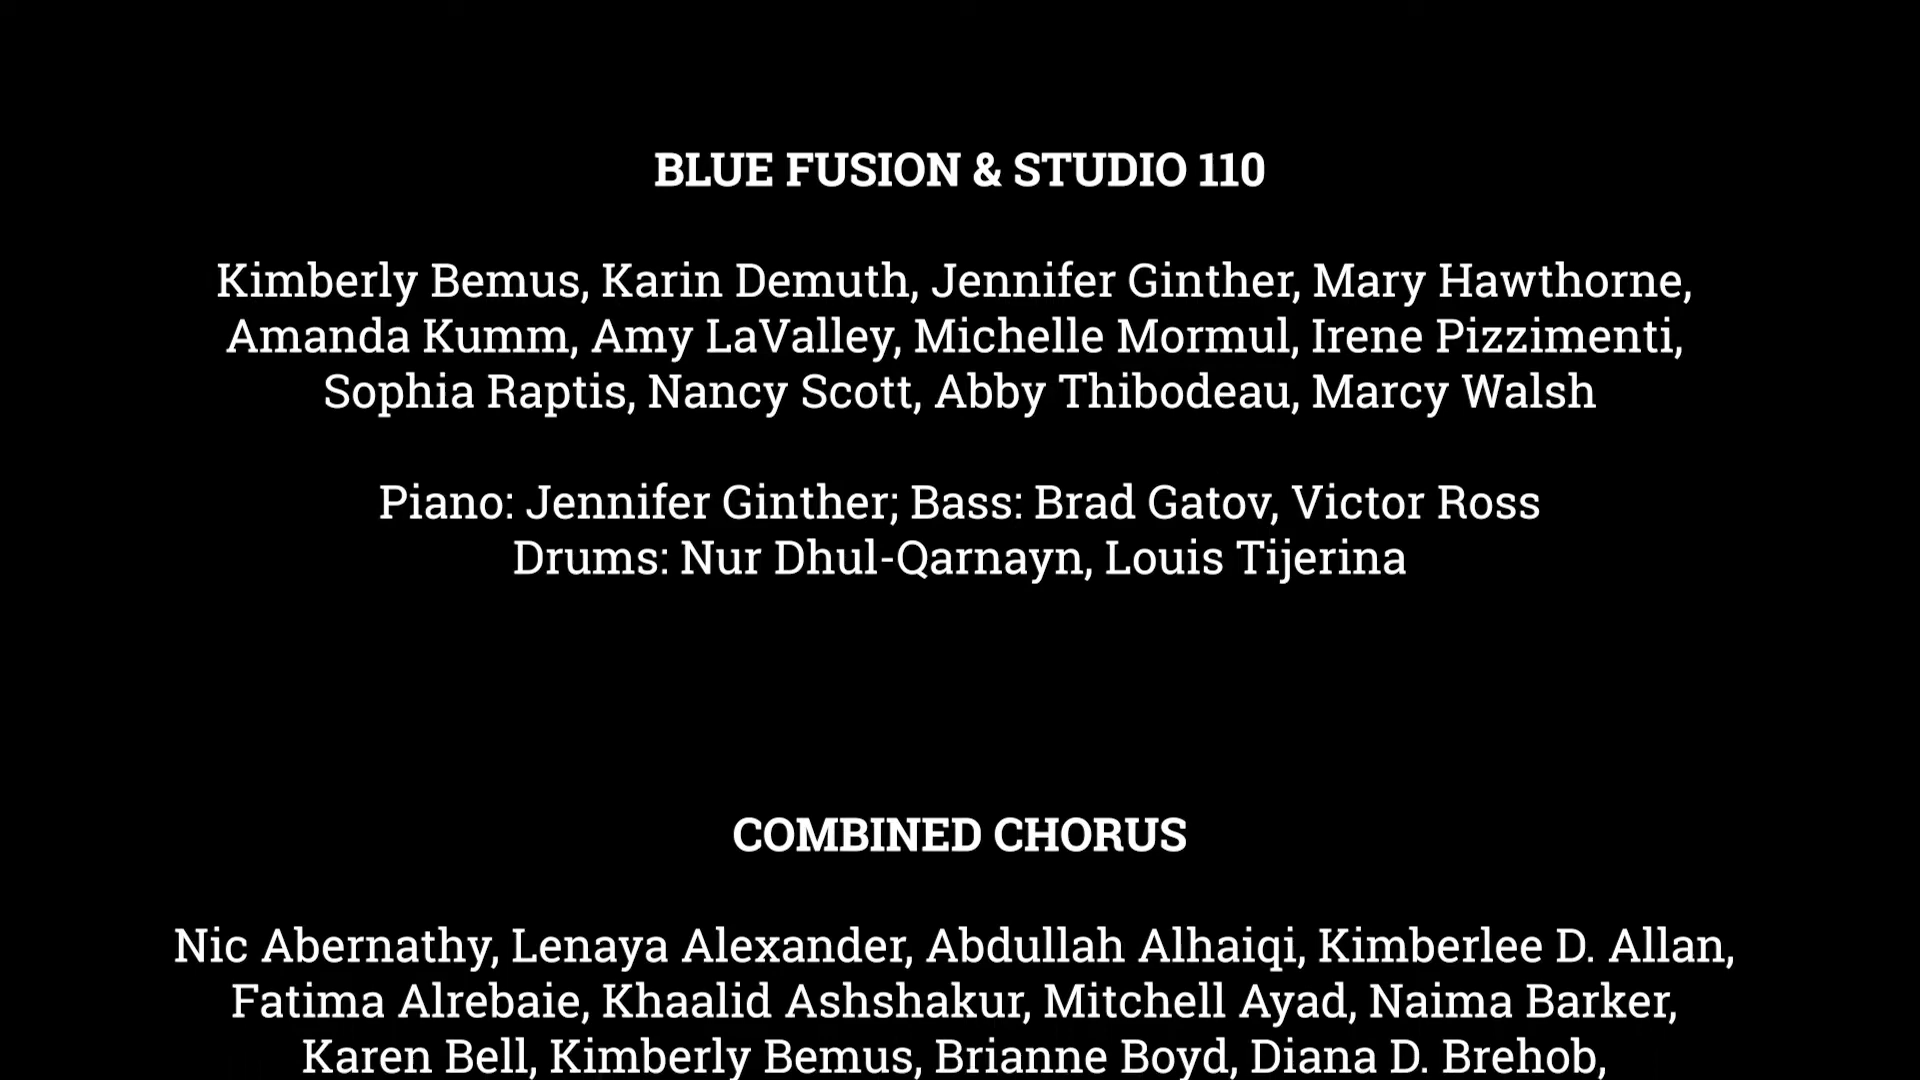 BLUE FUSION & STUDIO 110
Kimberly Bemus, Karin Demuth, Jennifer Ginther, Mary Hawthorne,
Amanda Kumm, Amy LaValley, Michelle Mormul, Irene Pizzimenti,
Sophia Raptis, Nancy Scott, Abby Thibodeau, Marcy Walsh
Piano: Jennifer Ginther; Bass: Brad Gatov, Victor Ross
Drums: Nur Dhul-Qarnayn, Louis Tijerina
COMBINED CHORUS
Nic Abernathy, Lenaya Alexander, Abdullah Alhaiqi, Kimberlee D. Allan,
Fatima Alrebaie, Khaalid Ashshakur, Mitchell Ayad, Naima Barker,
Karen Bell, Kimberly Bemus, Brianne Boyd, Diana D. Brehob,